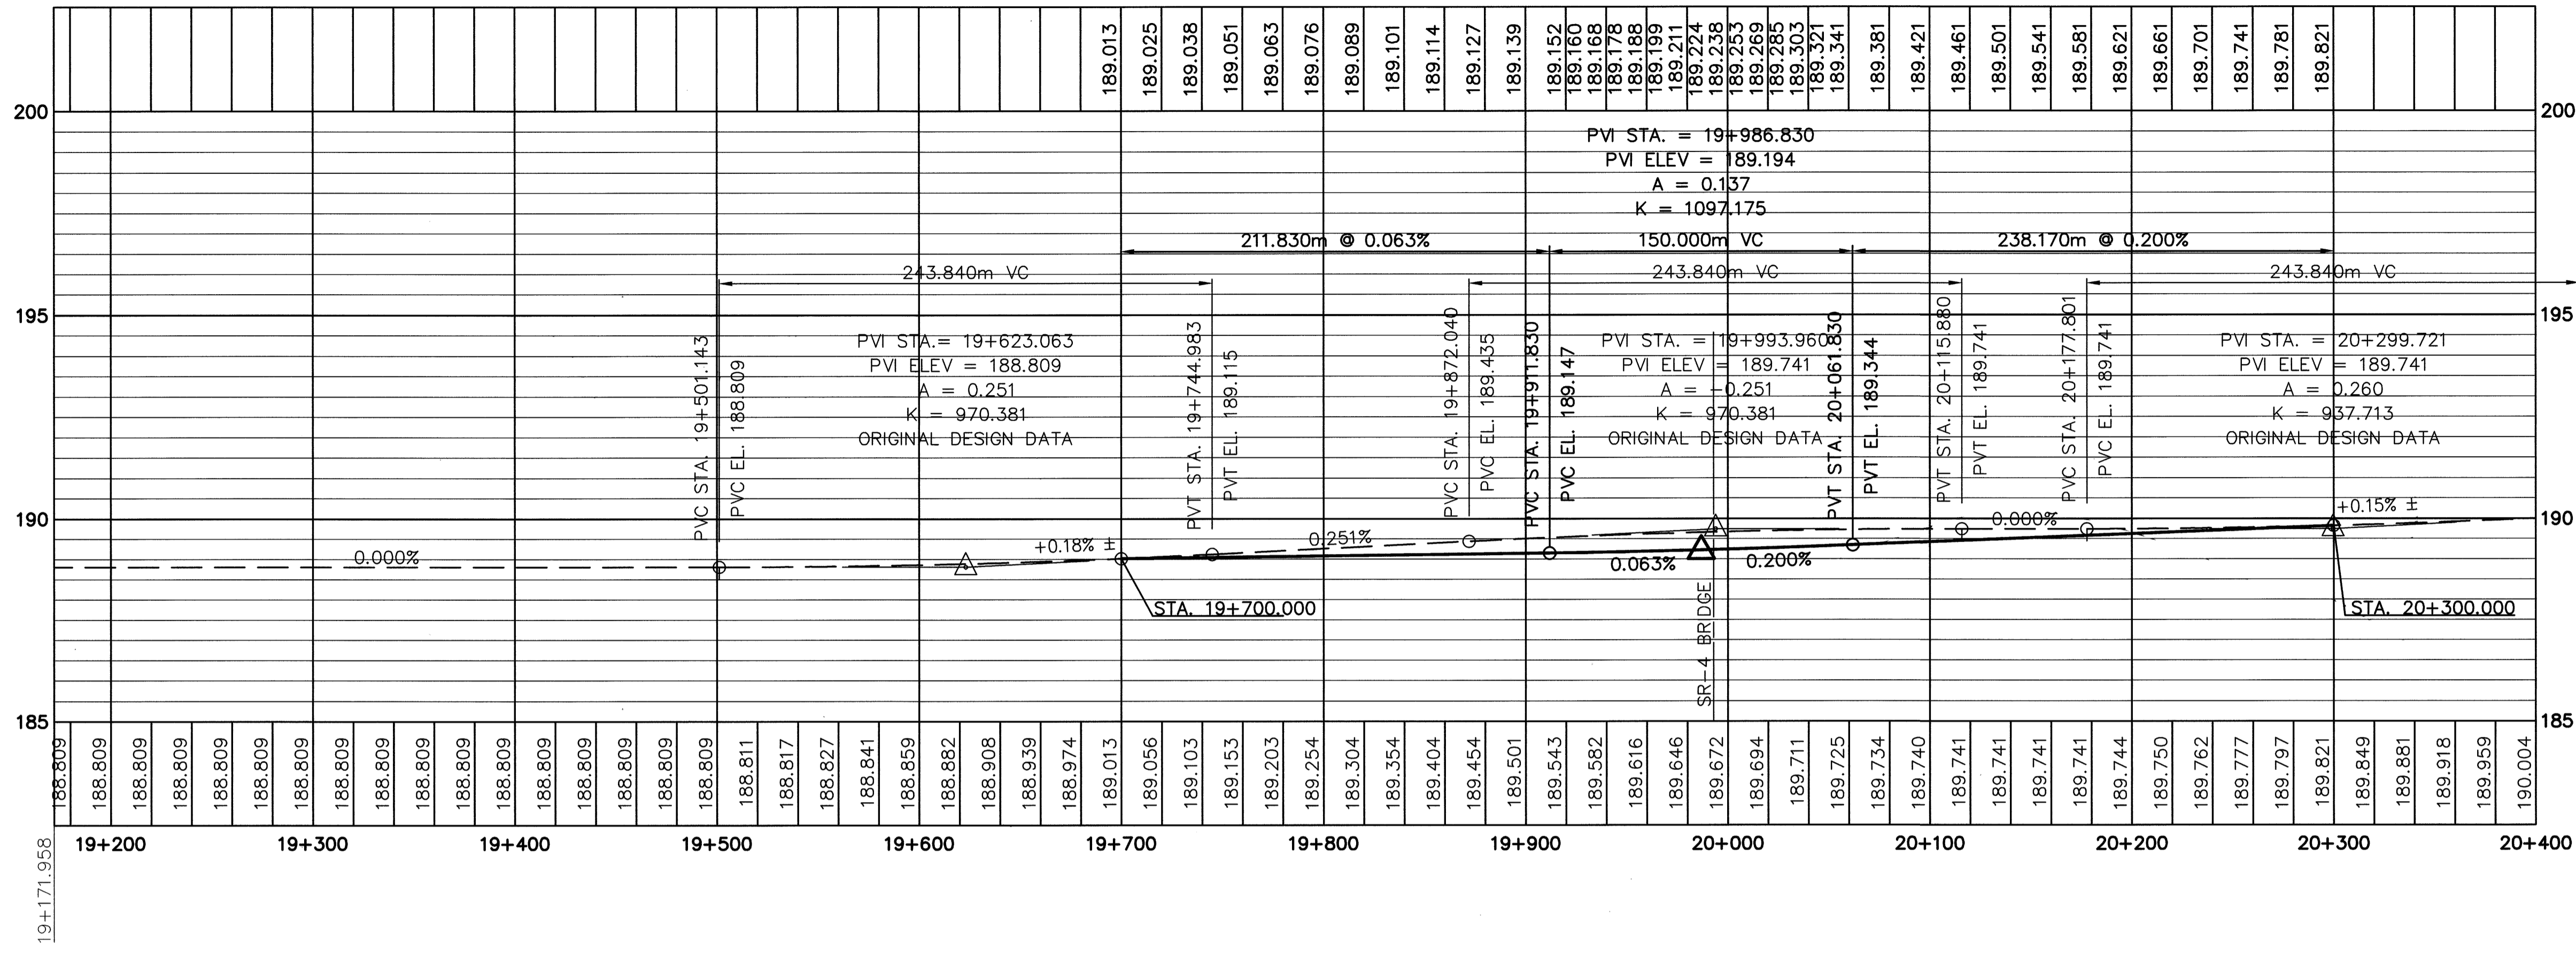 189.013 189.025 189.038 189.051 189.063 189.076 189.089 189.101 189.114 189.127 189.139 189.152 189.160 189.168 189.178 189.188 189.199 189.211 189.224 189.238 189.253 189.269 189.285 189.303 189.321 189.341 189.381 189.421 189.461 189.501 189.541 189.581 189.621 189.661 189.701 189.741 189.781 189.821
200 200
PVI STA. = 19+986.830
PVI ELEV = 189.194
A = 0.137
K = 1097.175
211.830m @ 0.063% 150.000m VC 238.170m @ 0.200%
243.840m VC 243.840m VC 243.840m VC
195 195
PVC STA. 19+501.143
PVC EL. 188.809
PVI STA.= 19+623.063
PVI ELEV = 188.809
A = 0.251
K = 970.381
ORIGINAL DESIGN DATA
PVT STA. 19+744.983
PVT EL. 189.115
PVC STA. 19+872.040
PVC EL. 189.435
PVC STA. 19+911.830
PVC EL. 189.147
PVI STA. = 19+993.960
PVI ELEV = 189.741
A = -0.251
K = 970.381
ORIGINAL DESIGN DATA
PVT STA. 20+061.830
PVT EL. 189.344
PVT STA. 20+115.880
PVT EL. 189.741
PVC STA. 20+177.801
PVC EL. 189.741
PVI STA. = 20+299.721
PVI ELEV = 189.741
A = 0.260
K = 937.713
ORIGINAL DESIGN DATA
190 190
0.000% +0.18% ± 0.251% 0.000% +0.15% ±
0.063% 0.200%
STA. 19+700.000 STA. 20+300.000
SR-4 BRIDGE
185 185
188.809 188.809 188.809 188.809 188.809 188.809 188.809 188.809 188.809 188.809 188.809 188.809 188.809 188.809 188.809 188.809 188.809 188.811 188.817 188.827 188.841 188.859 188.882 188.908 188.939 188.974 189.013 189.056 189.103 189.153 189.203 189.254 189.304 189.354 189.404 189.454 189.501 189.543 189.582 189.616 189.646 189.672 189.694 189.711 189.725 189.734 189.740 189.741 189.741 189.741 189.741 189.744 189.750 189.762 189.777 189.797 189.821 189.849 189.881 189.918 189.959 190.004
19+171.958
19+200 19+300 19+400 19+500 19+600 19+700 19+800 19+900 20+000 20+100 20+200 20+300 20+400